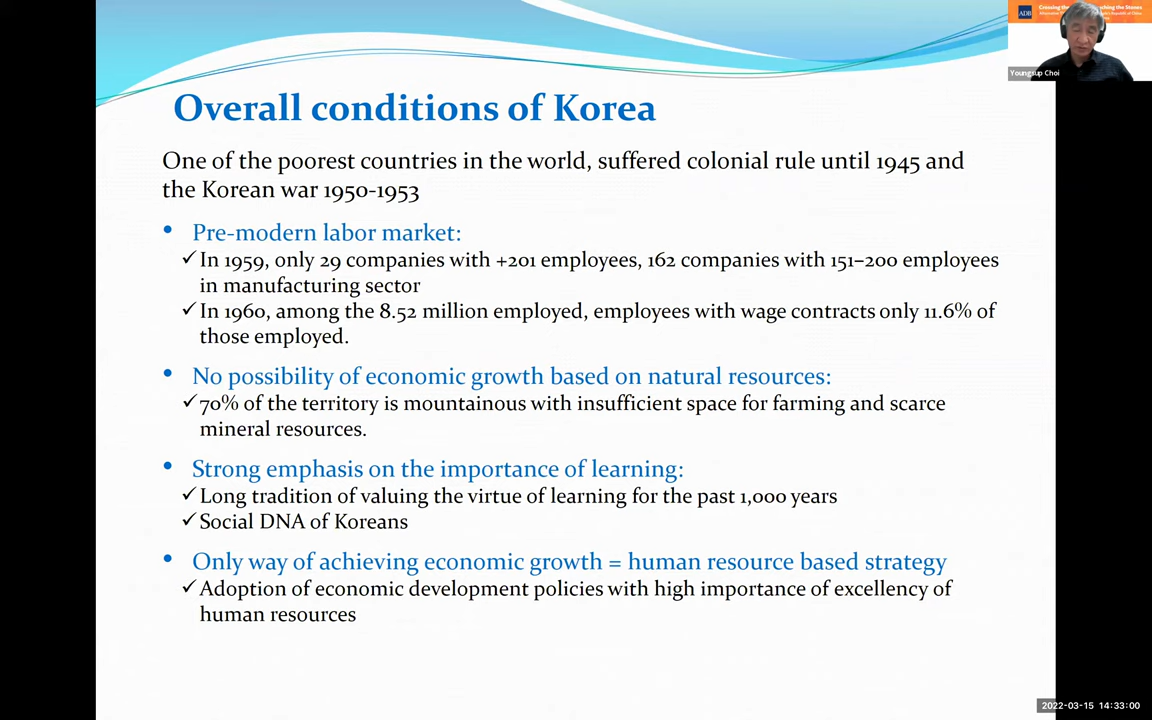 ADB
Youngsup Choi
Overall conditions of Korea
One of the poorest countries in the world, suffered colonial rule until 1945 and
the Korean war 1950-1953
• Pre-modern labor market:
✓In 1959, only 29 companies with +201 employees, 162 companies with 151–200 employees
in manufacturing sector
✓In 1960, among the 8.52 million employed, employees with wage contracts only 11.6% of
those employed.
• No possibility of economic growth based on natural resources:
✓70% of the territory is mountainous with insufficient space for farming and scarce
mineral resources.
• Strong emphasis on the importance of learning:
✓Long tradition of valuing the virtue of learning for the past 1,000 years
✓Social DNA of Koreans
• Only way of achieving economic growth = human resource based strategy
✓Adoption of economic development policies with high importance of excellency of
human resources
2022-03-15 14:33:00